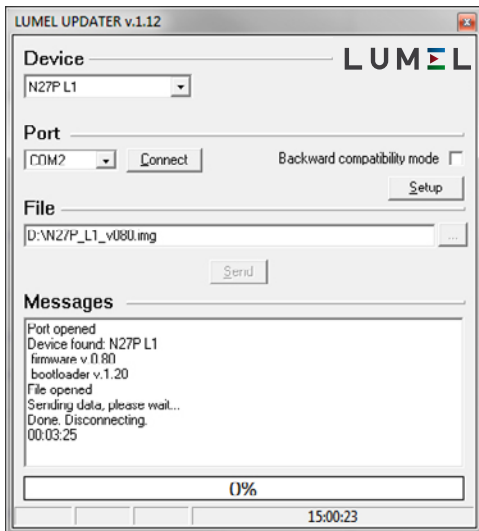 LUMEL UPDATER v.1.12
Device
LUMEL
N27P L1
Port
COM2
Connect
Backward compatibility mode
Setup
File
D:\N27P_L1_v080.img
...
Send
Messages
Port opened
Device found: N27P L1
firmware v.0.80
bootloader v.1.20
File opened
Sending data, please wait...
Done. Disconnecting.
00:03:25
0%
15:00:23